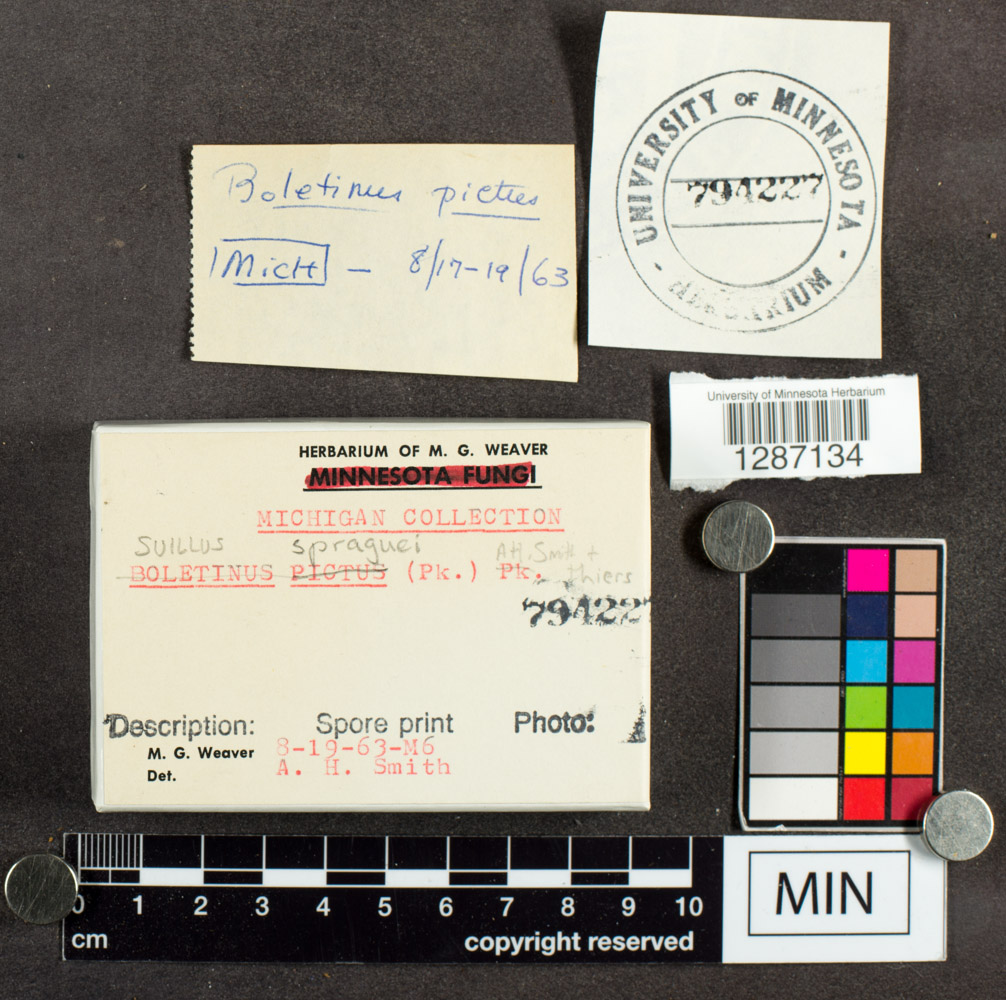 Boletinus pictus
Mich - 8/17-19/63
UNIVERSITY OF MINNESOTA
- HERBARIUM -
794227
University of Minnesota Herbarium
1287134
HERBARIUM OF M. G. WEAVER
MINNESOTA FUNGI
MICHIGAN COLLECTION
SUILLUS spraguei
BOLETINUS PICTUS (Pk.) Pk.
AH. Smith + Thiers
794227
Description: Spore print Photo:
M. G. Weaver 8-19-63-M6
Det. A. H. Smith
0 1 2 3 4 5 6 7 8 9 10
cm copyright reserved
MIN